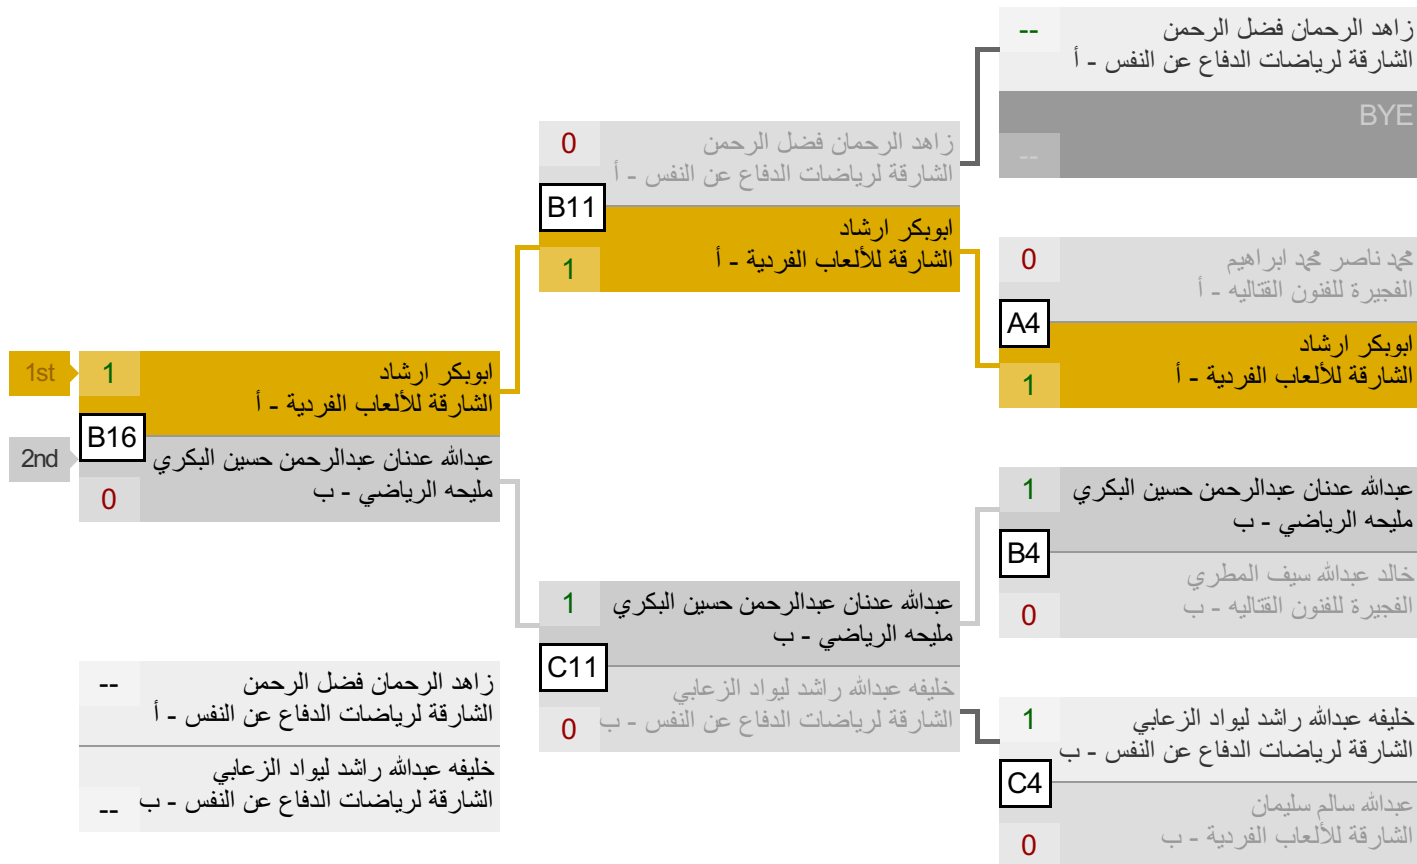 --
زاهد الرحمان فضل الرحمن
الشارقة لرياضات الدفاع عن النفس - أ
BYE
--
0
زاهد الرحمان فضل الرحمن
الشارقة لرياضات الدفاع عن النفس - أ
B11
ابوبكر ارشاد
الشارقة للألعاب الفردية - أ
1
0
محمد ناصر محمد ابراهيم
الفجيرة للفنون القتاليه - أ
A4
ابوبكر ارشاد
الشارقة للألعاب الفردية - أ
1
1st
1
ابوبكر ارشاد
الشارقة للألعاب الفردية - أ
B16
2nd
عبدالله عدنان عبدالرحمن حسين البكري
مليحه الرياضي - ب
0
1
عبدالله عدنان عبدالرحمن حسين البكري
مليحه الرياضي - ب
B4
خالد عبدالله سيف المطري
الفجيرة للفنون القتاليه - ب
0
1
عبدالله عدنان عبدالرحمن حسين البكري
مليحه الرياضي - ب
C11
خليفه عبدالله راشد ليواد الزعابي
الشارقة لرياضات الدفاع عن النفس - ب
0
--
زاهد الرحمان فضل الرحمن
الشارقة لرياضات الدفاع عن النفس - أ
خليفه عبدالله راشد ليواد الزعابي
الشارقة لرياضات الدفاع عن النفس - ب
--
1
خليفه عبدالله راشد ليواد الزعابي
الشارقة لرياضات الدفاع عن النفس - ب
C4
عبدالله سالم سليمان
الشارقة للألعاب الفردية - ب
0